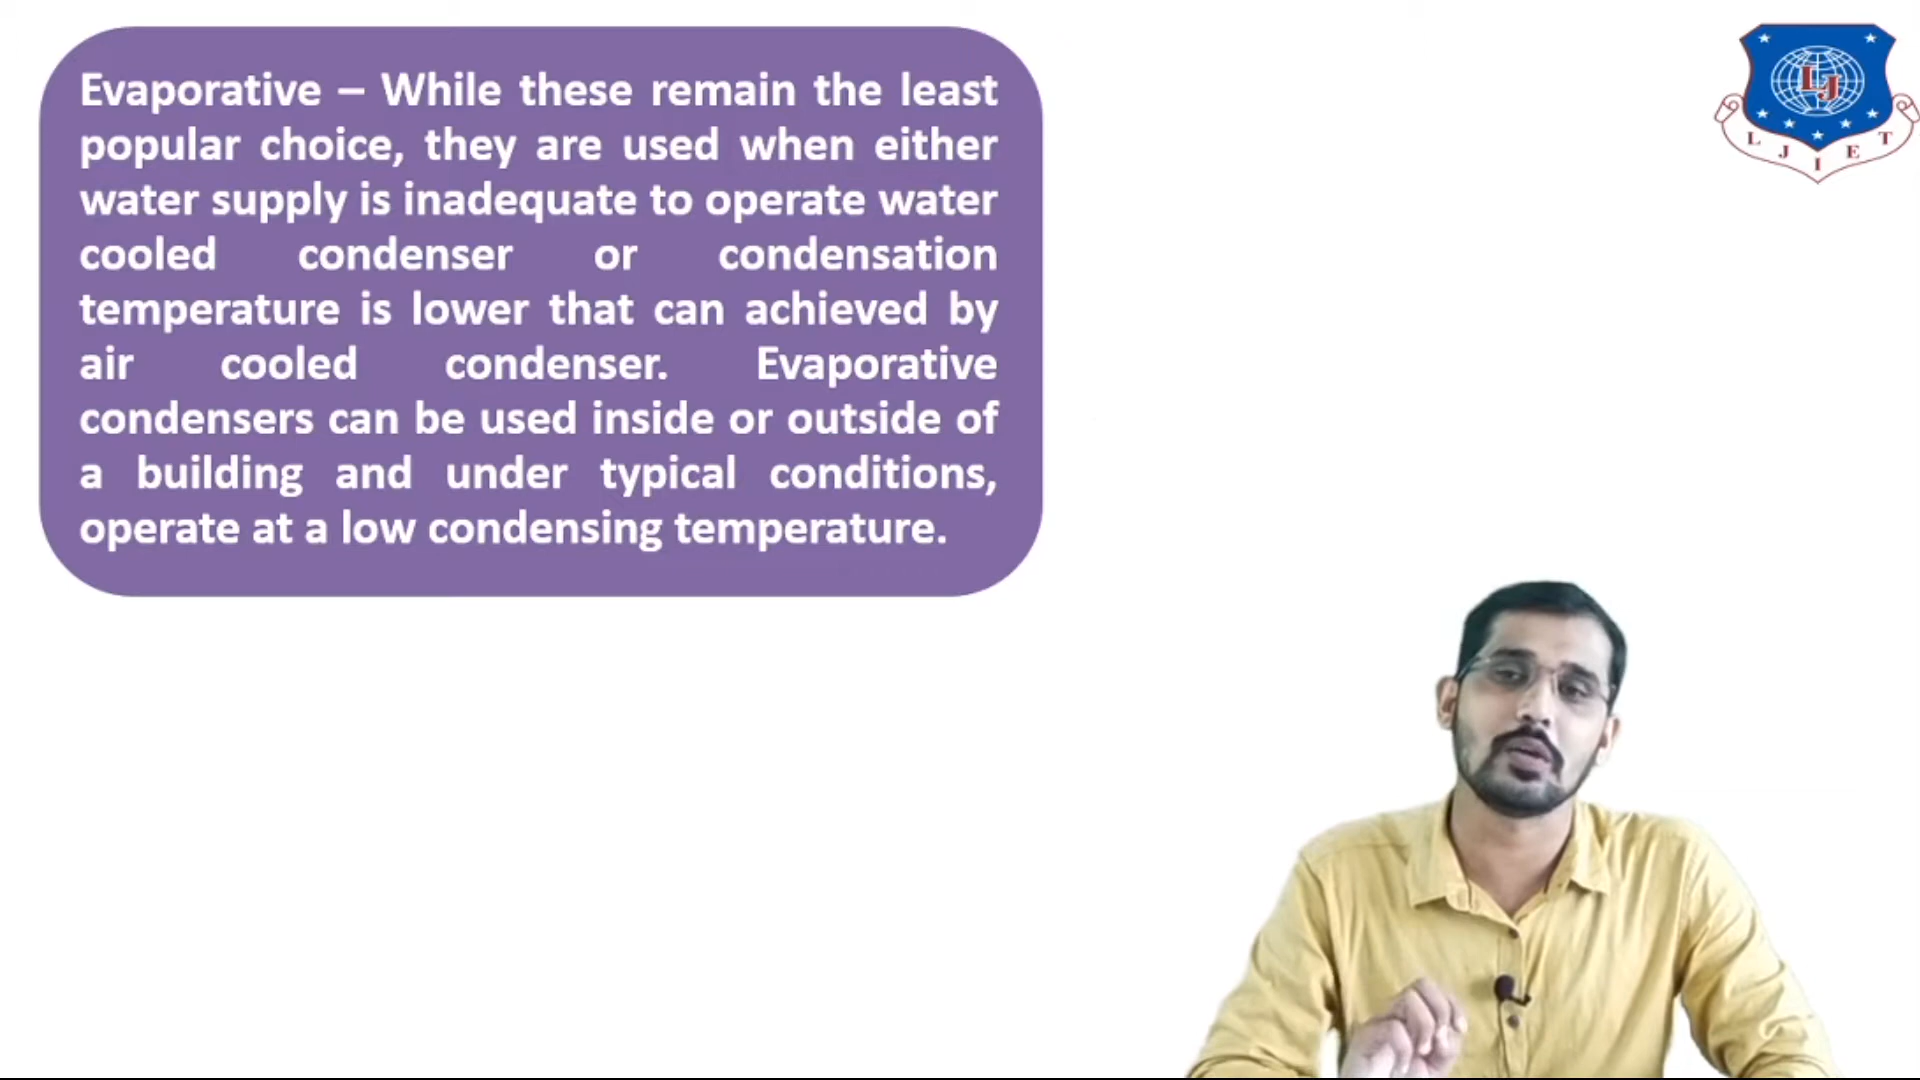 Evaporative – While these remain the least
popular choice, they are used when either
water supply is inadequate to operate water
cooled condenser or condensation
temperature is lower that can achieved by
air cooled condenser. Evaporative
condensers can be used inside or outside of
a building and under typical conditions,
operate at a low condensing temperature.
LJ
L J I E T